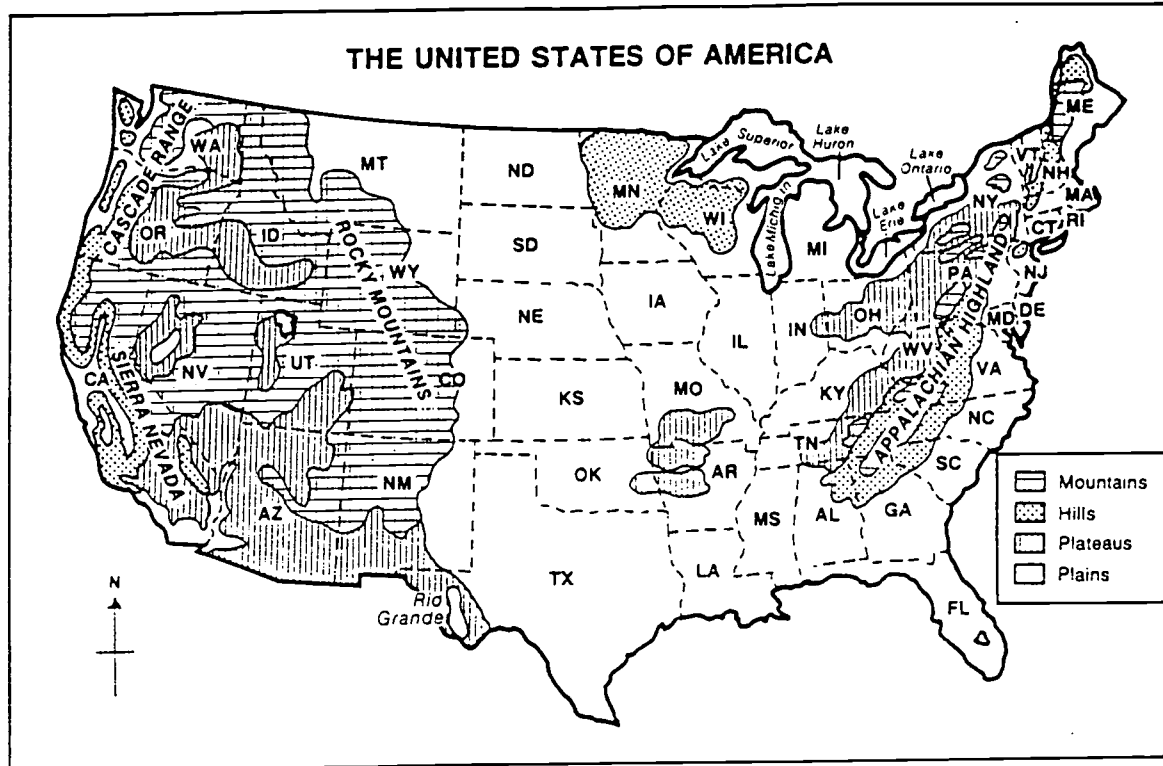 THE UNITED STATES OF AMERICA
CASCADE RANGE
WA
OR
ID
MT
ROCKY MOUNTAINS
WY
ND
SD
NE
MN
WI
Lake Superior
Lake Huron
Lake Ontario
Lake Erie
Lake Michigan
MI
ME
VT
NH
MA
RI
CT
NY
PA
NJ
DE
MD
APPALACHIAN HIGHLAND
OH
IN
IL
IA
WV
VA
KY
NC
TN
SC
CA
SIERRA NEVADA
NV
UT
CO
KS
MO
AZ
NM
OK
AR
MS
AL
GA
TX
LA
FL
Rio
Grande
N
Mountains
Hills
Plateaus
Plains